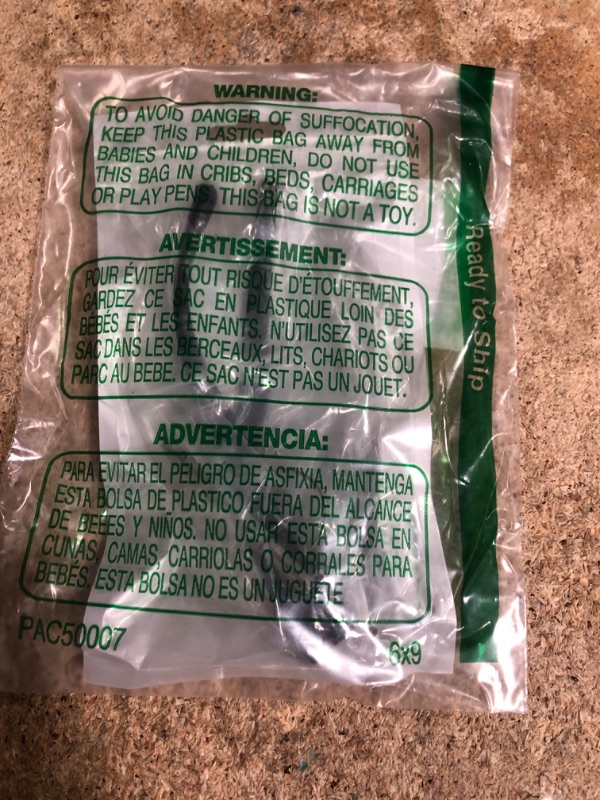 WARNING:
TO AVOID DANGER OF SUFFOCATION,
KEEP THIS PLASTIC BAG AWAY FROM
BABIES AND CHILDREN, DO NOT USE
THIS BAG IN CRIBS, BEDS, CARRIAGES
OR PLAY PENS, THIS BAG IS NOT A TOY.
AVERTISSEMENT:
POUR ÉVITER TOUT RISQUE D'ÉTOUFFEMENT,
GARDEZ CE SAC EN PLASTIQUE LOIN DES
BÉBÉS ET LES ENFANTS, N'UTILISEZ PAS CE
SAC DANS LES BERCEAUX, LITS, CHARIOTS OU
PARC AU BEBE. CE SAC N'EST PAS UN JOUET.
ADVERTENCIA:
PARA EVITAR EL PELIGRO DE ASFIXIA, MANTENGA
ESTA BOLSA DE PLASTICO FUERA DEL ALCANCE
DE BEBES Y NIÑOS. NO USAR ESTA BOLSA EN
CUNAS, CAMAS, CARRIOLAS O CORRALES PARA
BEBÉS. ESTA BOLSA NO ES UN JUGUETE
PAC50007
6x9
Ready to Ship